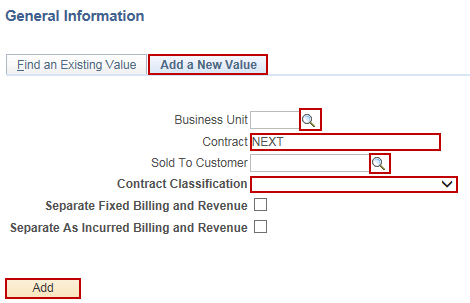 General Information
Find an Existing Value Add a New Value
Business Unit
Contract NEXT
Sold To Customer
Contract Classification
Separate Fixed Billing and Revenue
Separate As Incurred Billing and Revenue
Add